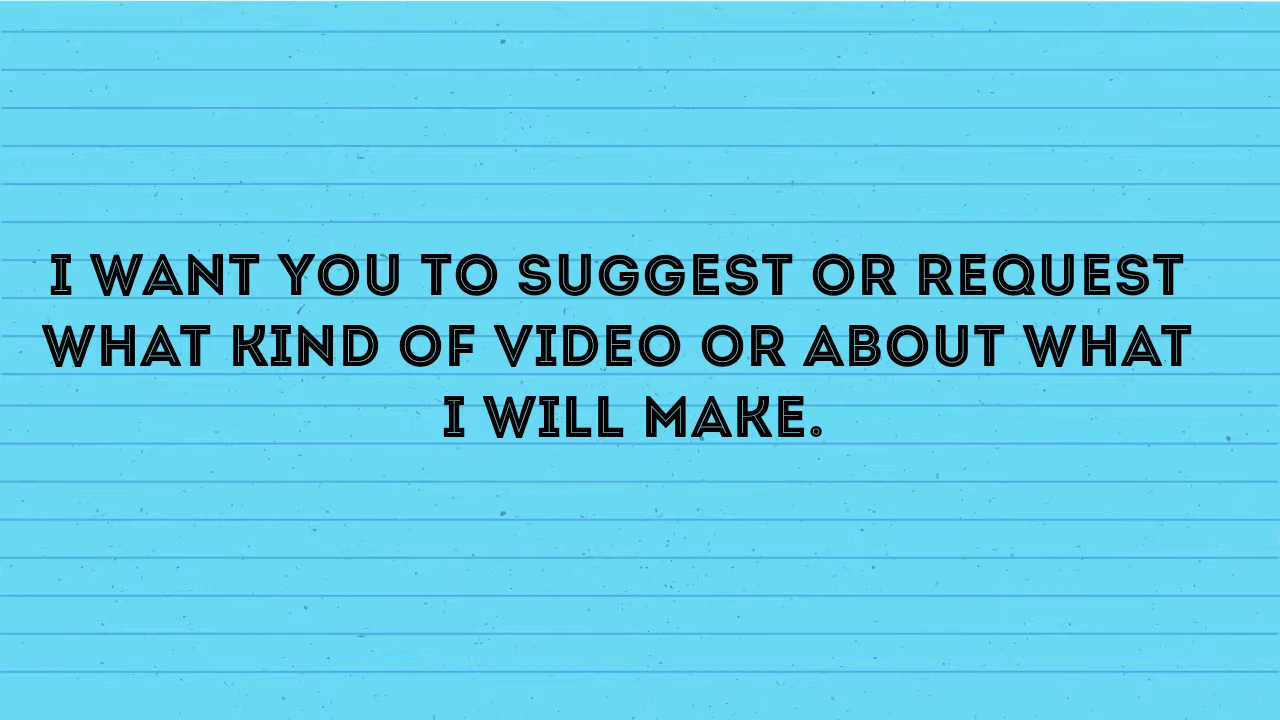 I WANT YOU TO SUGGEST OR REQUEST
WHAT KIND OF VIDEO OR ABOUT WHAT
I WILL MAKE.